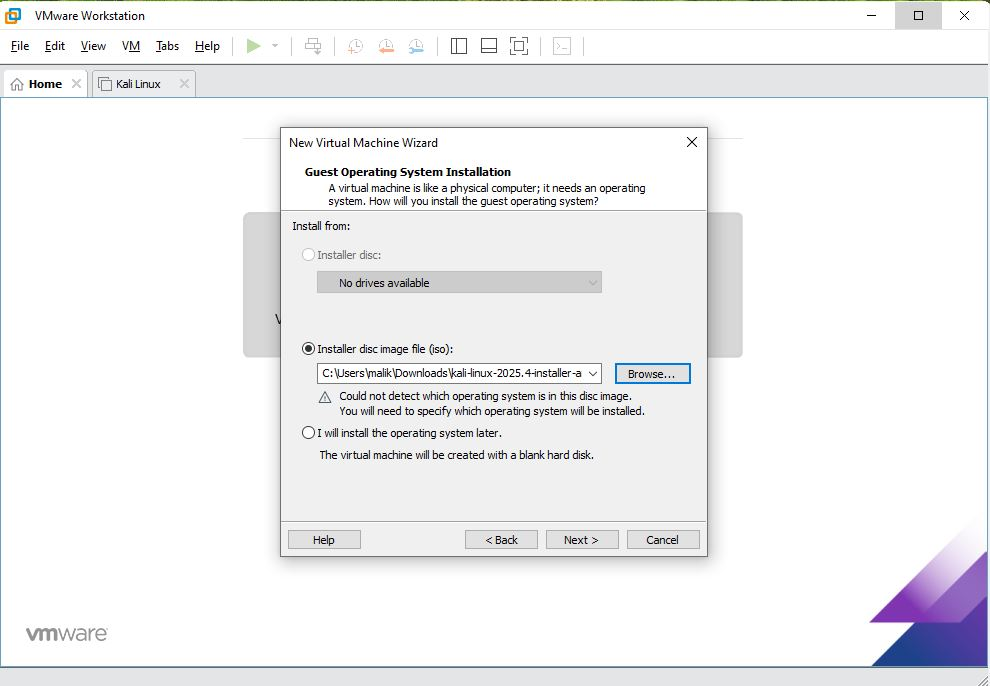 VMware Workstation
File Edit View VM Tabs Help
Home Kali Linux
New Virtual Machine Wizard
Guest Operating System Installation
A virtual machine is like a physical computer; it needs an operating
system. How will you install the guest operating system?
Install from:
Installer disc:
No drives available
Installer disc image file (iso):
C:\Users\malik\Downloads\kali-linux-2025.4-installer-a
Browse...
Could not detect which operating system is in this disc image.
You will need to specify which operating system will be installed.
I will install the operating system later.
The virtual machine will be created with a blank hard disk.
Help < Back Next > Cancel
vmware